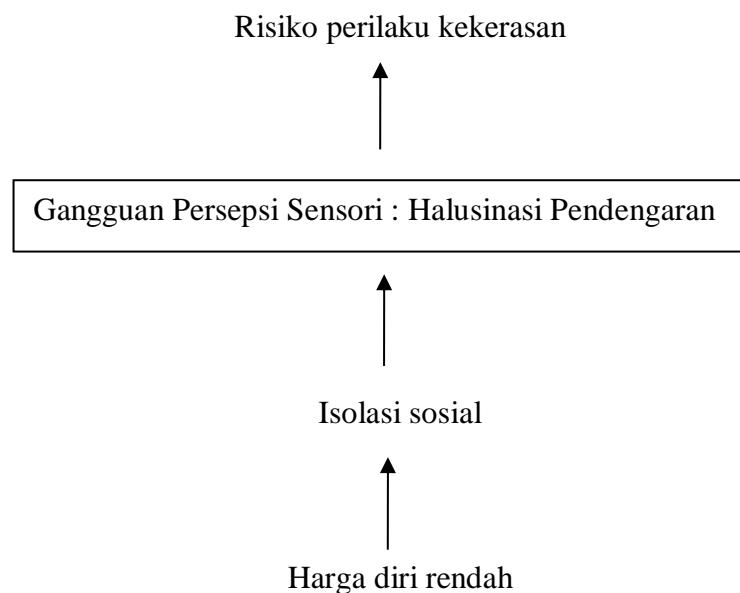 Risiko perilaku kekerasan
Gangguan Persepsi Sensori : Halusinasi Pendengaran
Isolasi sosial
Harga diri rendah